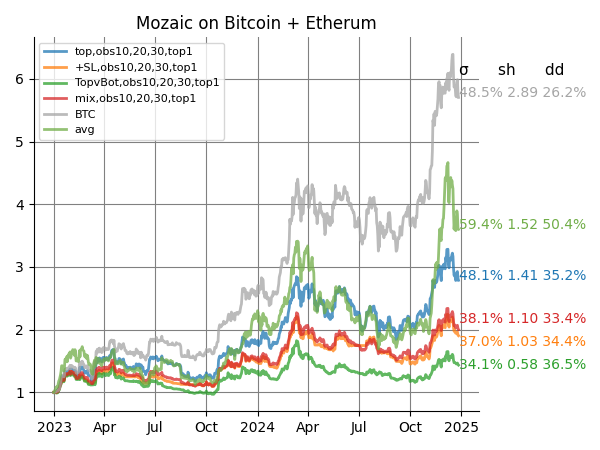 Mozaic on Bitcoin + Etherum
top,obs10,20,30,top1
+SL,obs10,20,30,top1
TopvBot,obs10,20,30,top1
mix,obs10,20,30,top1
BTC
avg
σ sh dd
48.5% 2.89 26.2%
59.4% 1.52 50.4%
48.1% 1.41 35.2%
38.1% 1.10 33.4%
37.0% 1.03 34.4%
34.1% 0.58 36.5%
6
5
4
3
2
1
2023 Apr Jul Oct 2024 Apr Jul Oct 2025